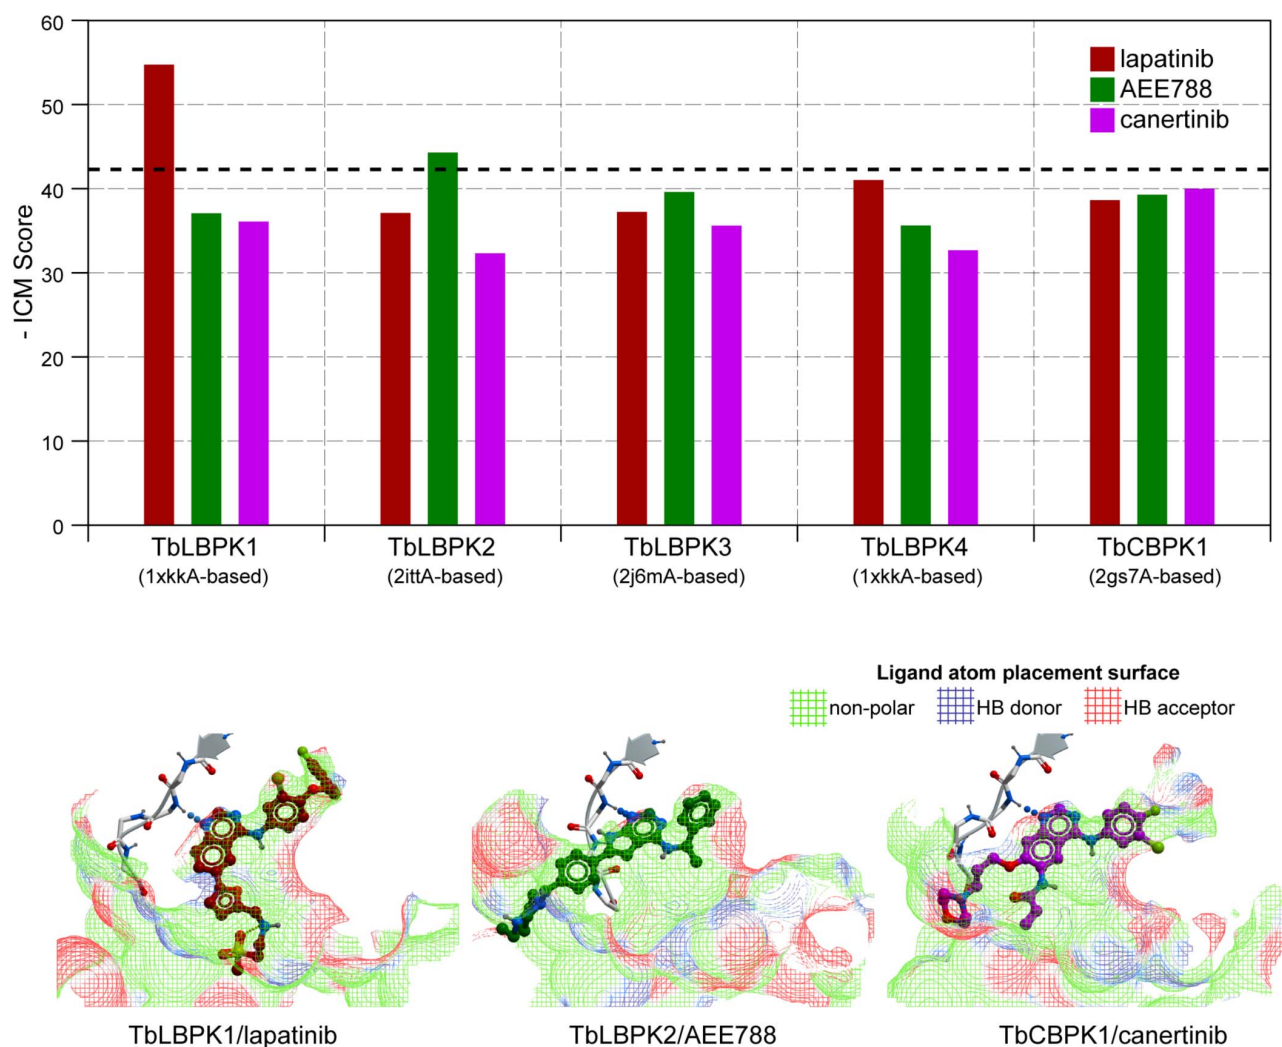 60
50
40
30
20
10
0
- ICM Score
lapatinib
AEE788
canertinib
TbLBPK1
(1xkkA-based)
TbLBPK2
(2ittA-based)
TbLBPK3
(2j6mA-based)
TbLBPK4
(1xkkA-based)
TbCBPK1
(2gs7A-based)
Ligand atom placement surface
non-polar
HB donor
HB acceptor
TbLBPK1/lapatinib
TbLBPK2/AEE788
TbCBPK1/canertinib